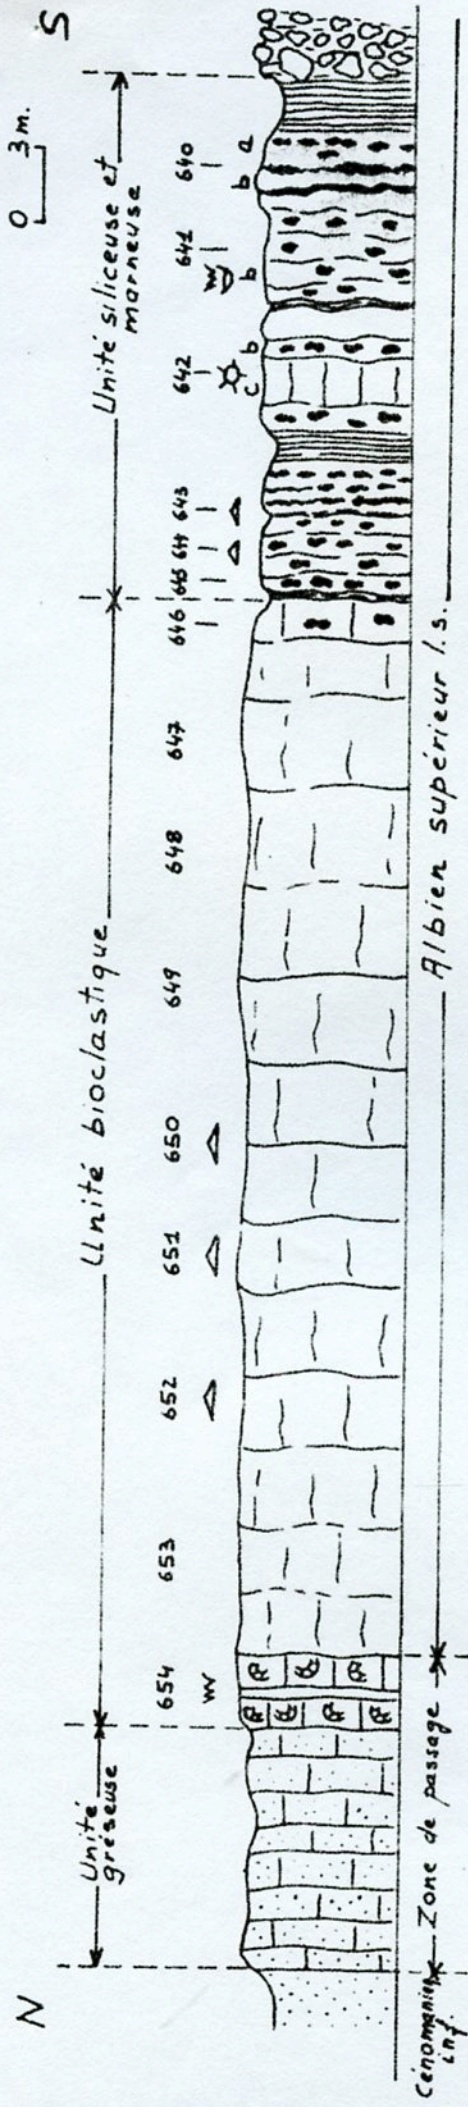 N
S
0 3m.
Unité
gréseuse
Unité bioclastique
Unité siliceuse et
marneuse
654 653 652 651 650 649 648 647 646 645 644 643 642 641 640
c b b b a
Cénomanien
inf.
Zone de passage
Albien supérieur l.s.